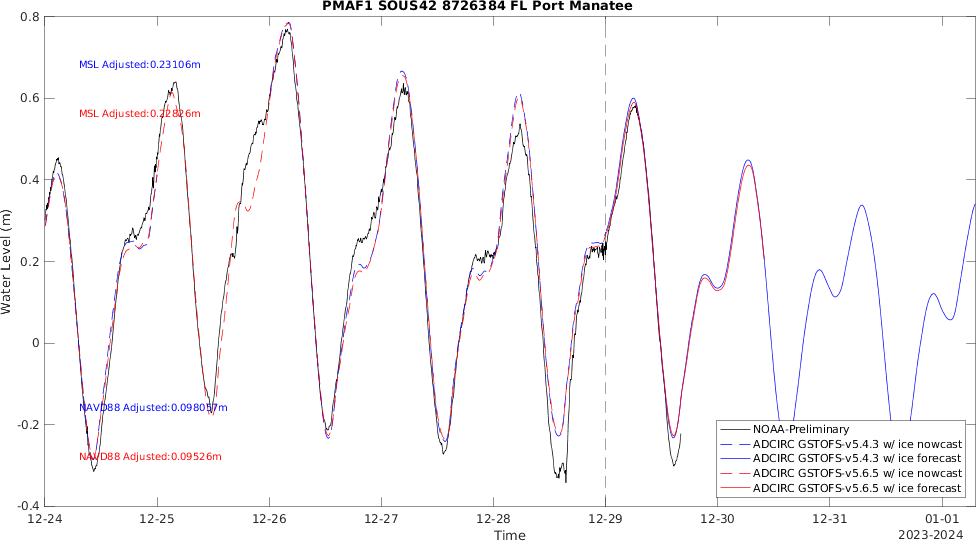 PMAF1 SOUS42 8726384 FL Port Manatee
0.8
MSL Adjusted:0.23106m
0.6
MSL Adjusted:0.22826m
0.4
Water Level (m)
0.2
0
NAVD88 Adjusted:0.098057m
-0.2
NAVD88 Adjusted:0.09526m
NOAA-Preliminary
ADCIRC GSTOFS-v5.4.3 w/ ice nowcast
ADCIRC GSTOFS-v5.4.3 w/ ice forecast
ADCIRC GSTOFS-v5.6.5 w/ ice nowcast
ADCIRC GSTOFS-v5.6.5 w/ ice forecast
-0.4
12-24 12-25 12-26 12-27 12-28 12-29 12-30 12-31 01-01
Time
2023-2024